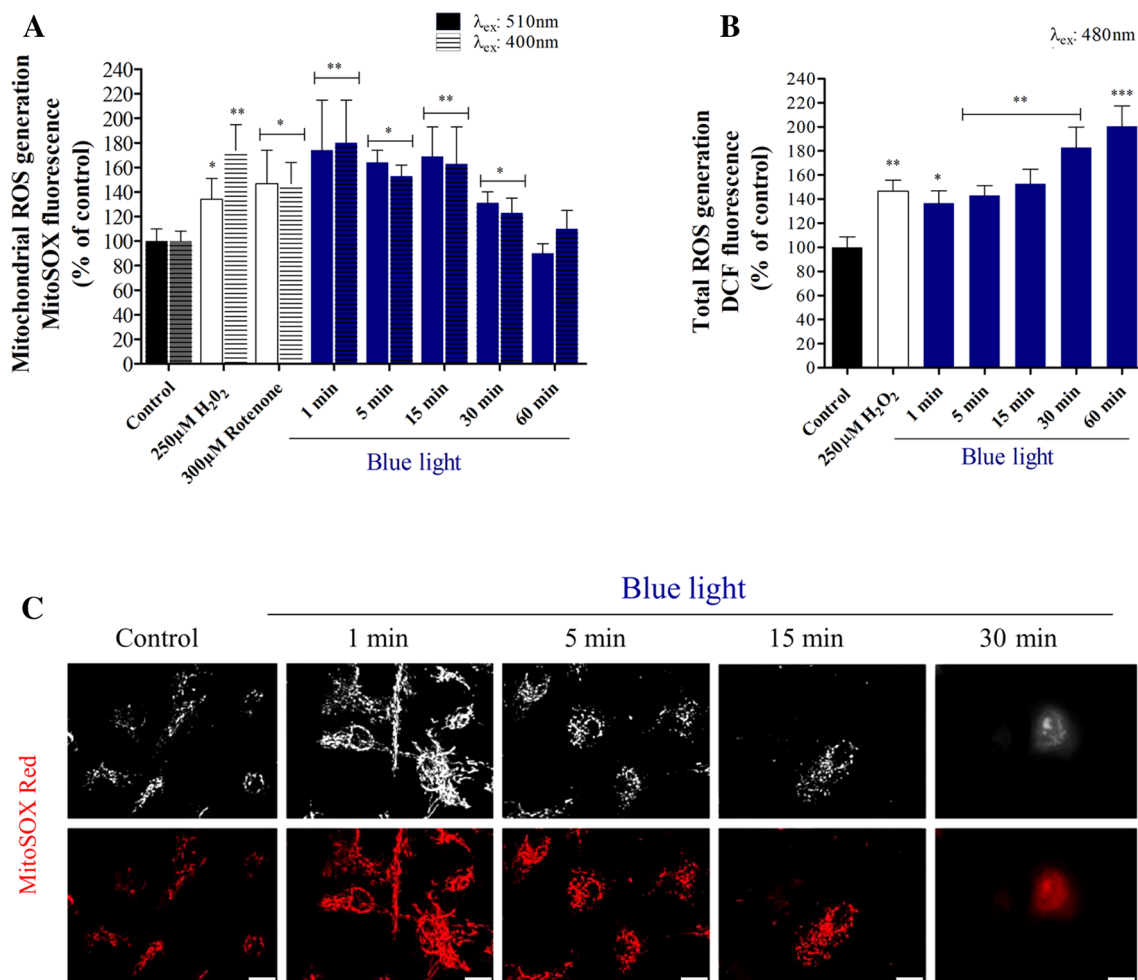 A
λex: 510nm
λex: 400nm
Mitochondrial ROS generation
MitoSOX fluorescence
(% of control)
240
220
200
180
160
140
120
100
80
60
40
20
0
*
**
*
**
*
**
*
Control
250µM H₂0₂
300µM Rotenone
1 min
5 min
15 min
30 min
60 min
Blue light
B
λex: 480nm
Total ROS generation
DCF fluorescence
(% of control)
240
220
200
180
160
140
120
100
80
60
40
20
0
**
*
**
***
Control
250µM H₂O₂
1 min
5 min
15 min
30 min
60 min
Blue light
C
Blue light
Control
1 min
5 min
15 min
30 min
MitoSOX Red